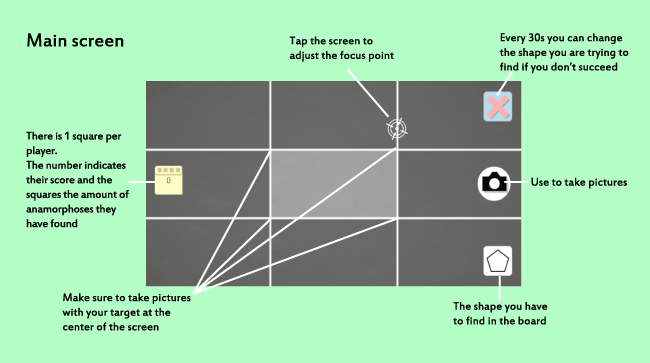 Main screen
Tap the screen to
adjust the focus point
Every 30s you can change
the shape you are trying to
find if you don't succeed
There is 1 square per
player.
The number indicates
their score and the
squares the amount of
anamorphoses they
have found
0
Use to take pictures
Make sure to take pictures
with your target at the
center of the screen
The shape you have
to find in the board